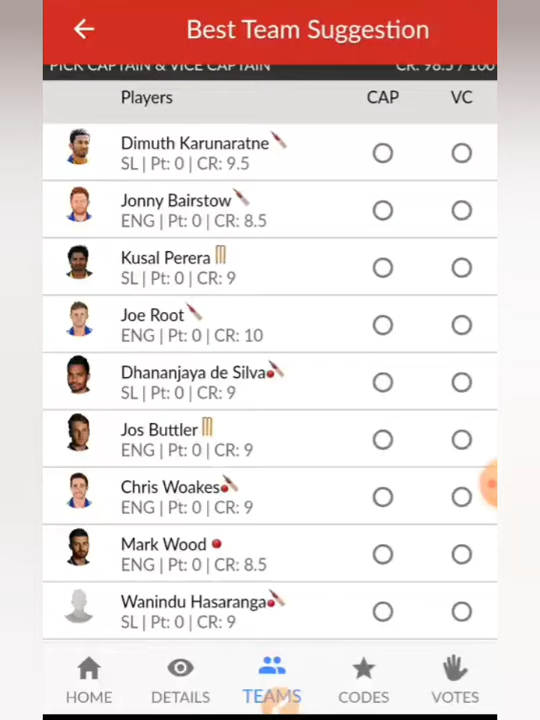 Best Team Suggestion
PICK CAPTAIN & VICE CAPTAIN CR: 98.5 / 100
Players CAP VC
Dimuth Karunaratne
SL | Pt: 0 | CR: 9.5
Jonny Bairstow
ENG | Pt: 0 | CR: 8.5
Kusal Perera
SL | Pt: 0 | CR: 9
Joe Root
ENG | Pt: 0 | CR: 10
Dhananjaya de Silva
SL | Pt: 0 | CR: 9
Jos Buttler
ENG | Pt: 0 | CR: 9
Chris Woakes
ENG | Pt: 0 | CR: 9
Mark Wood
ENG | Pt: 0 | CR: 8.5
Wanindu Hasaranga
SL | Pt: 0 | CR: 9
HOME DETAILS TEAMS CODES VOTES